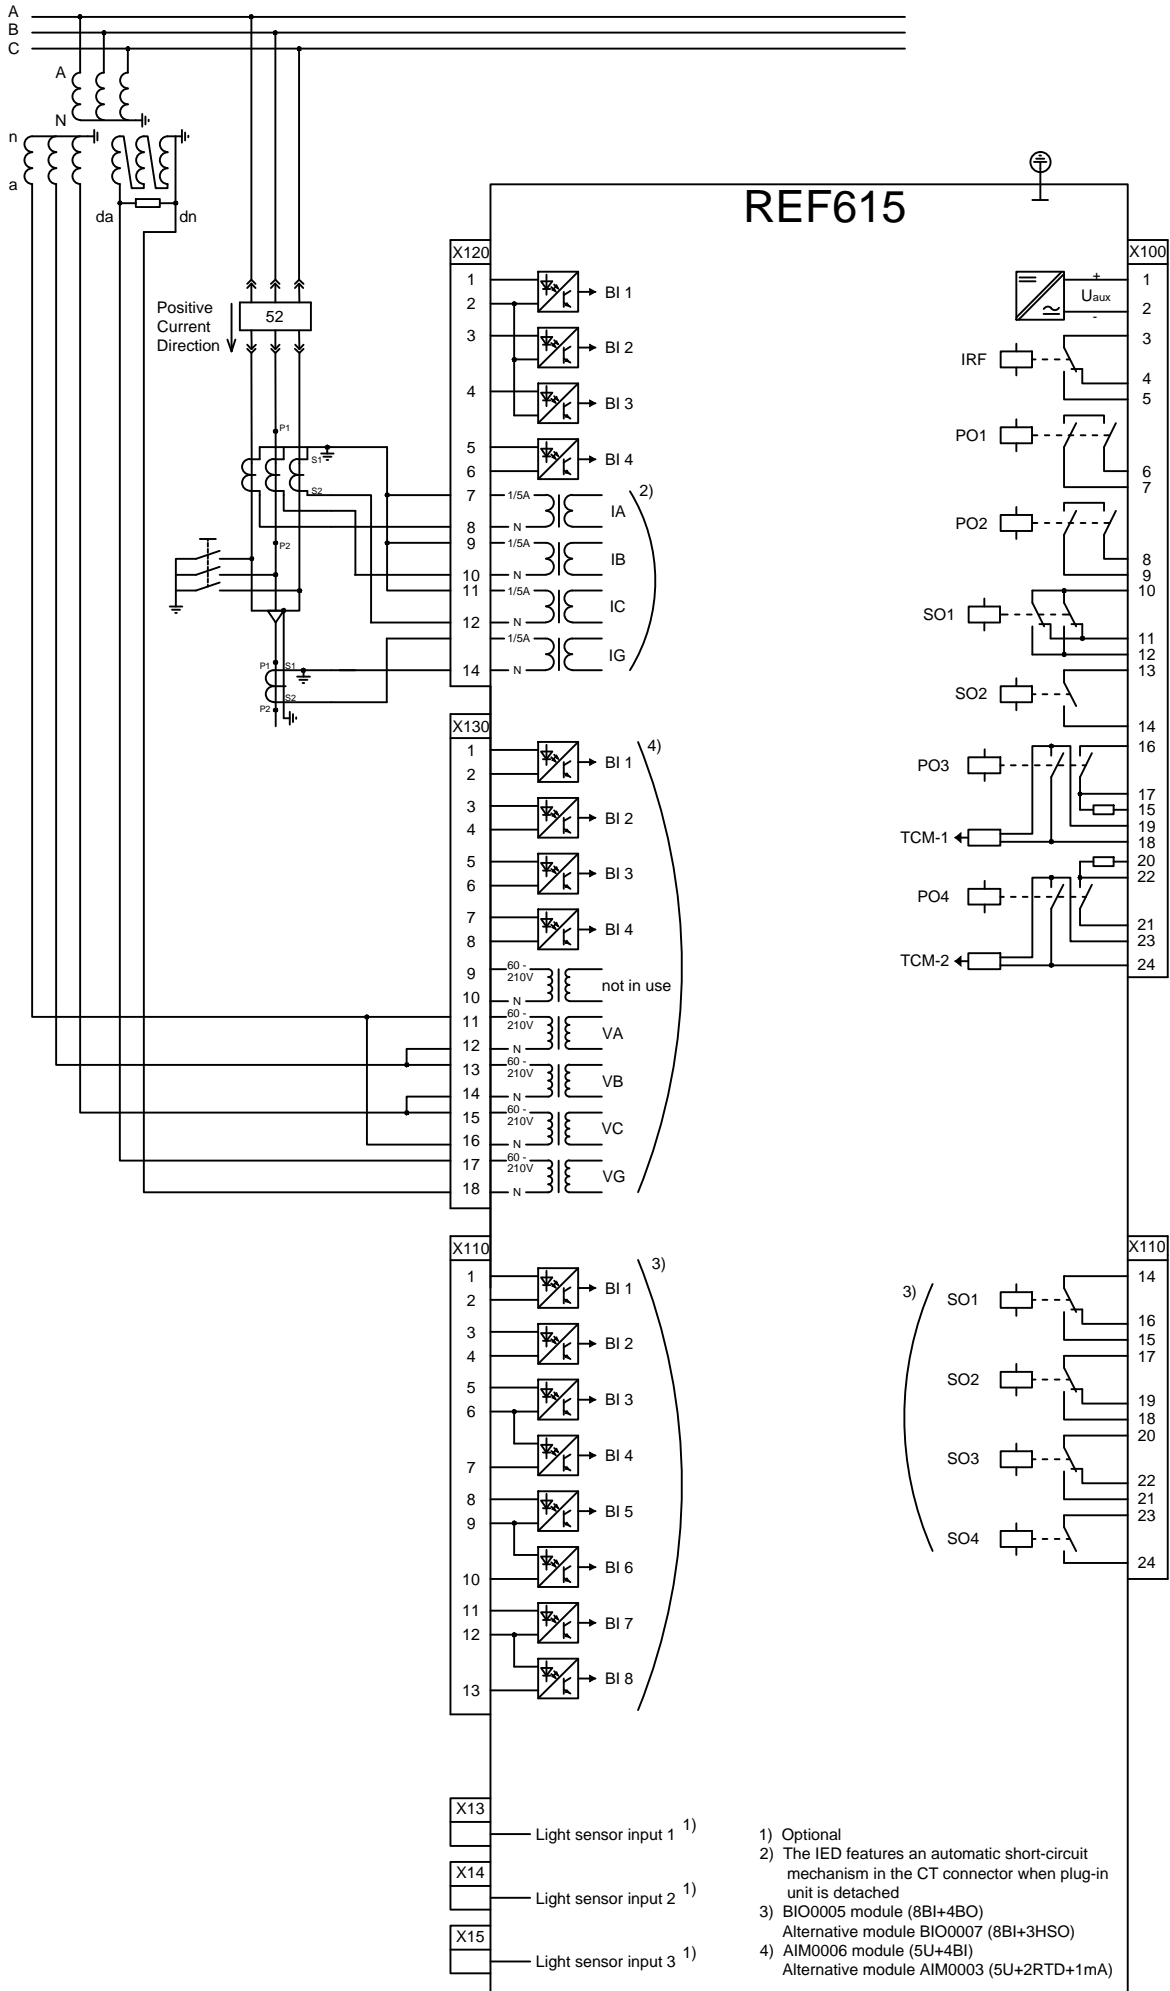 A
B
C
A
N
n
a
da
dn
REF615
Positive
Current
Direction
52
P1
S1
S2
P2
P1
S1
S2
P2
X120
1
2
3
4
5
6
7
8
9
10
11
12
14
BI 1
BI 2
BI 3
BI 4
1/5A
N
IA
1/5A
N
IB
1/5A
N
IC
1/5A
N
IG
2)
X130
1
2
3
4
5
6
7
8
9
10
11
12
13
14
15
16
17
18
BI 1
BI 2
BI 3
BI 4
60 -
210V
N
not in use
60 -
210V
N
VA
60 -
210V
N
VB
60 -
210V
N
VC
60 -
210V
N
VG
4)
X110
1
2
3
4
5
6
7
8
9
10
11
12
13
BI 1
BI 2
BI 3
BI 4
BI 5
BI 6
BI 7
BI 8
3)
X13
Light sensor input 1 1)
X14
Light sensor input 2 1)
X15
Light sensor input 3 1)
X100
+
Uaux
-
1
2
IRF
3
4
5
PO1
6
7
PO2
8
9
SO1
10
11
12
SO2
13
14
PO3
16
17
15
19
TCM-1
18
20
22
PO4
21
23
TCM-2
24
X110
3)
SO1
14
16
15
SO2
17
19
18
SO3
20
22
21
SO4
23
24
1) Optional
2) The IED features an automatic short-circuit
mechanism in the CT connector when plug-in
unit is detached
3) BIO0005 module (8BI+4BO)
Alternative module BIO0007 (8BI+3HSO)
4) AIM0006 module (5U+4BI)
Alternative module AIM0003 (5U+2RTD+1mA)